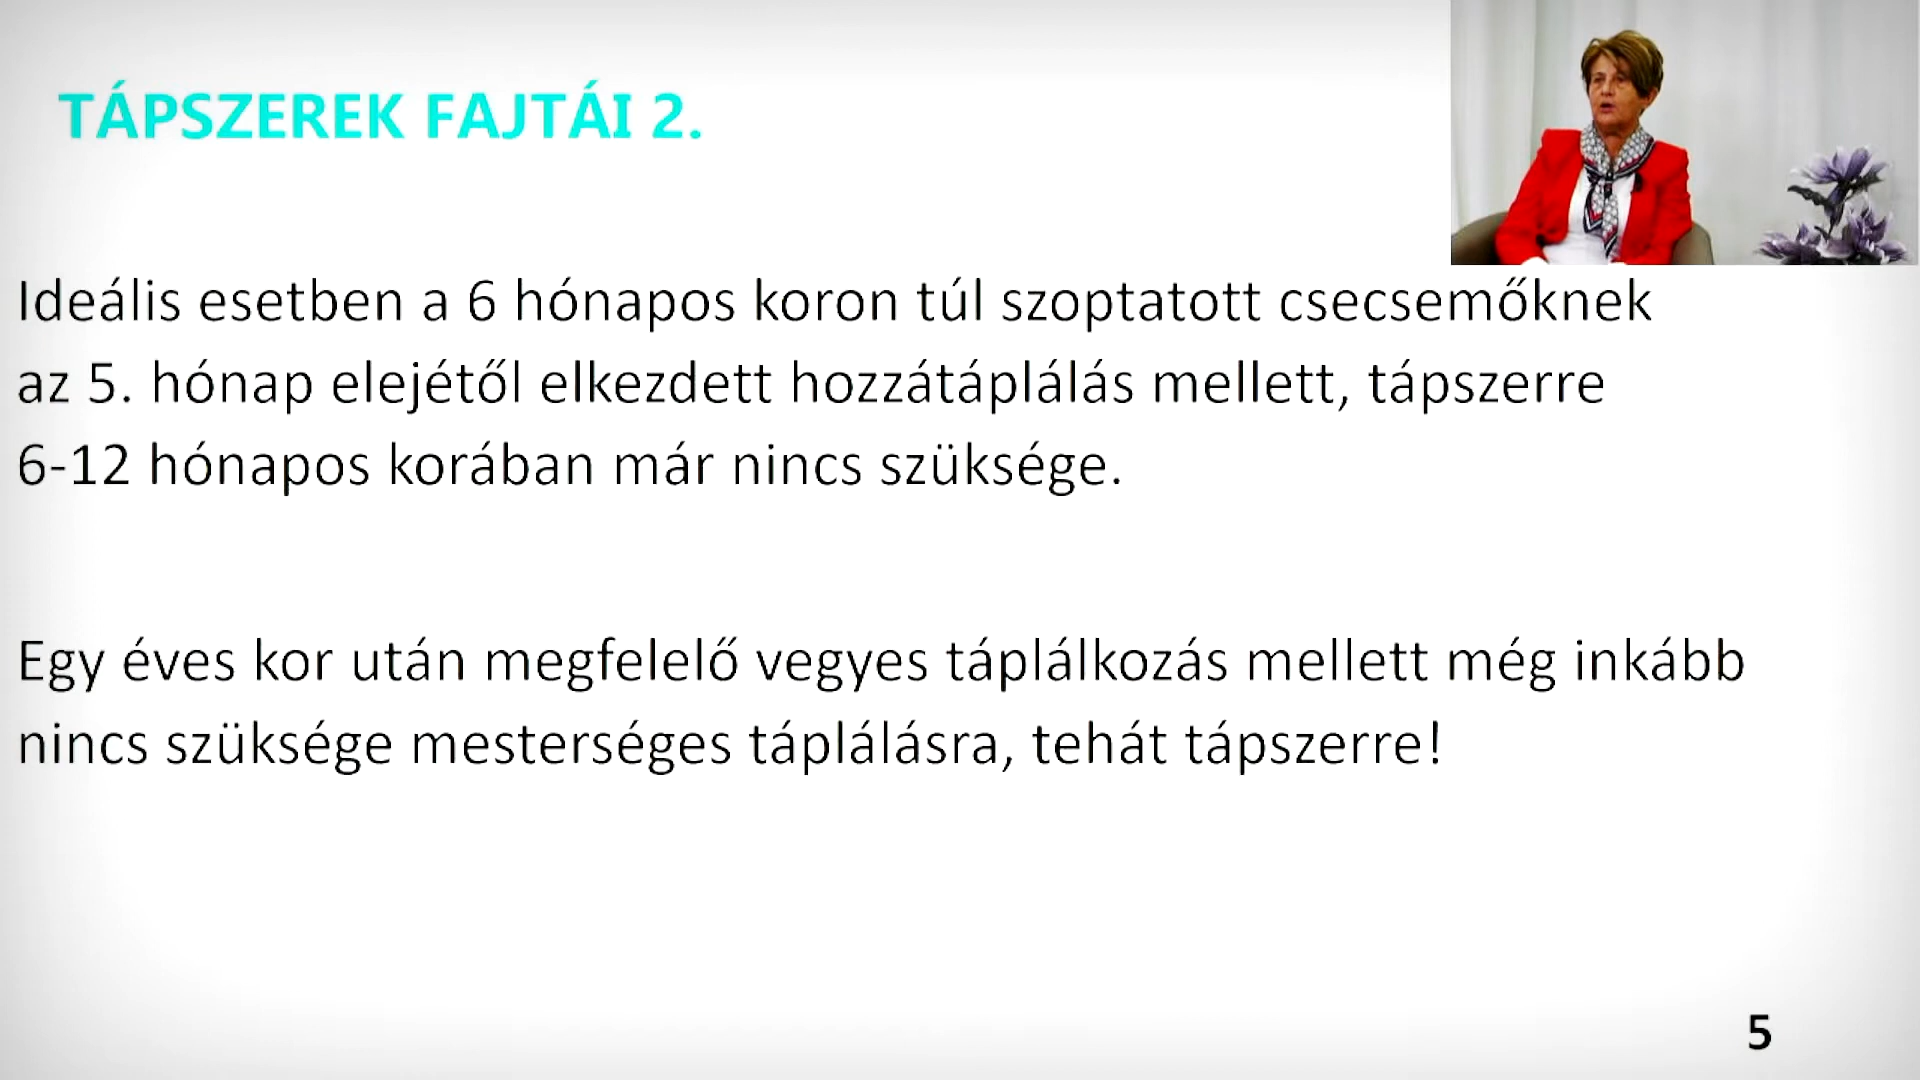 TÁPSZEREK FAJTÁI 2.
Ideális esetben a 6 hónapos koron túl szoptatott csecsemőknek
az 5. hónap elejétől elkezdett hozzátáplálás mellett, tápszerre
6-12 hónapos korában már nincs szüksége.
Egy éves kor után megfelelő vegyes táplálkozás mellett még inkább
nincs szüksége mesterséges táplálásra, tehát tápszerre!
5